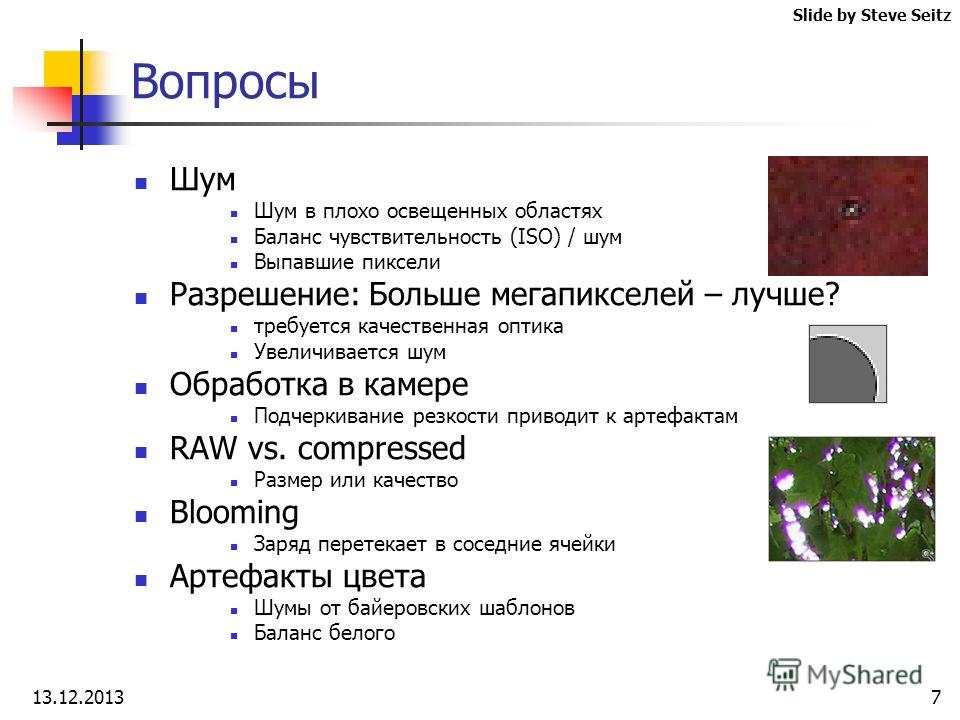 Slide by Steve Seitz
Вопросы
Шум
Шум в плохо освещенных областях
Баланс чувствительность (ISO) / шум
Выпавшие пиксели
Разрешение: Больше мегапикселей – лучше?
требуется качественная оптика
Увеличивается шум
Обработка в камере
Подчеркивание резкости приводит к артефактам
RAW vs. compressed
Размер или качество
Blooming
Заряд перетекает в соседние ячейки
Артефакты цвета
Шумы от байеровских шаблонов
Баланс белого
13.12.2013
7
MyShared